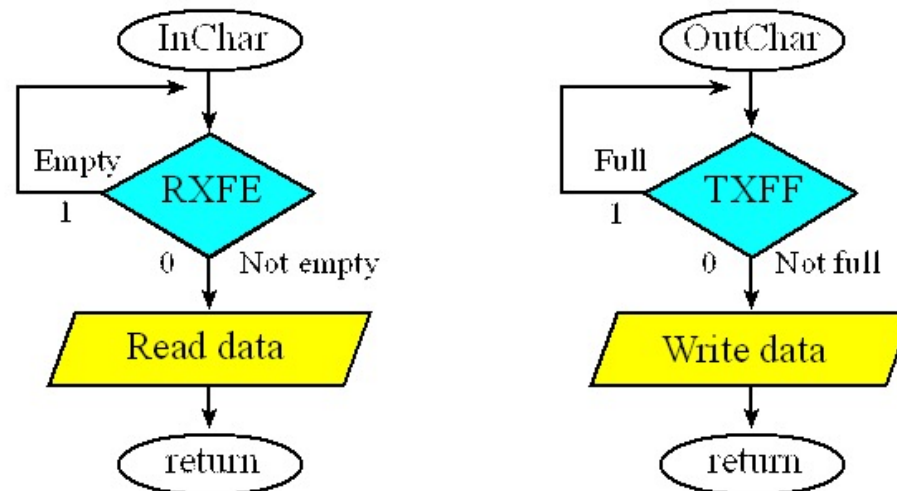 InChar
Empty
RXFE
1
0 Not empty
Read data
return
OutChar
Full
TXFF
1
0 Not full
Write data
return